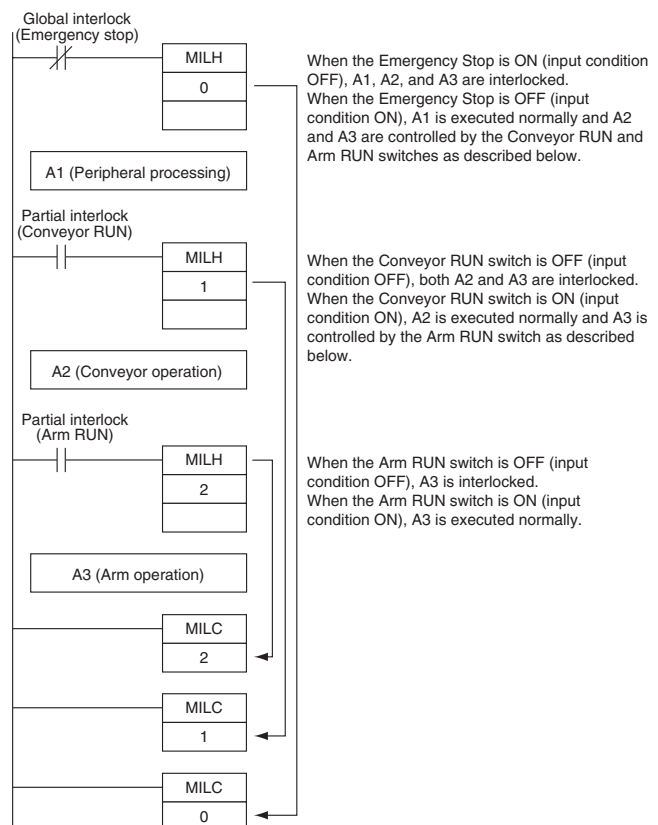 Global interlock
(Emergency stop)
MILH
0
When the Emergency Stop is ON (input condition
OFF), A1, A2, and A3 are interlocked.
When the Emergency Stop is OFF (input
condition ON), A1 is executed normally and A2
and A3 are controlled by the Conveyor RUN and
Arm RUN switches as described below.
A1 (Peripheral processing)
Partial interlock
(Conveyor RUN)
MILH
1
When the Conveyor RUN switch is OFF (input
condition OFF), both A2 and A3 are interlocked.
When the Conveyor RUN switch is ON (input
condition ON), A2 is executed normally and A3 is
controlled by the Arm RUN switch as described
below.
A2 (Conveyor operation)
Partial interlock
(Arm RUN)
MILH
2
When the Arm RUN switch is OFF (input
condition OFF), A3 is interlocked.
When the Arm RUN switch is ON (input
condition ON), A3 is executed normally.
A3 (Arm operation)
MILC
2
MILC
1
MILC
0